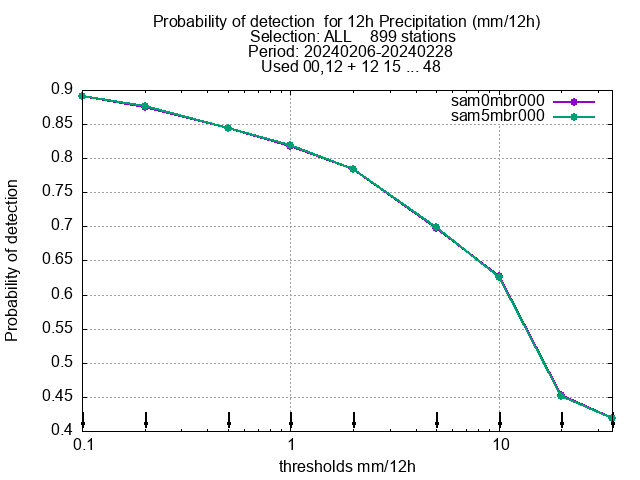 Probability of detection  for 12h Precipitation (mm/12h)
Selection: ALL    899 stations
Period: 20240206-20240228
Used 00,12 + 12 15 ... 48
sam0mbr000
sam5mbr000
0.9
0.85
0.8
0.75
0.7
0.65
0.6
0.55
0.5
0.45
0.4
Probability of detection
0.1 1 10
thresholds mm/12h